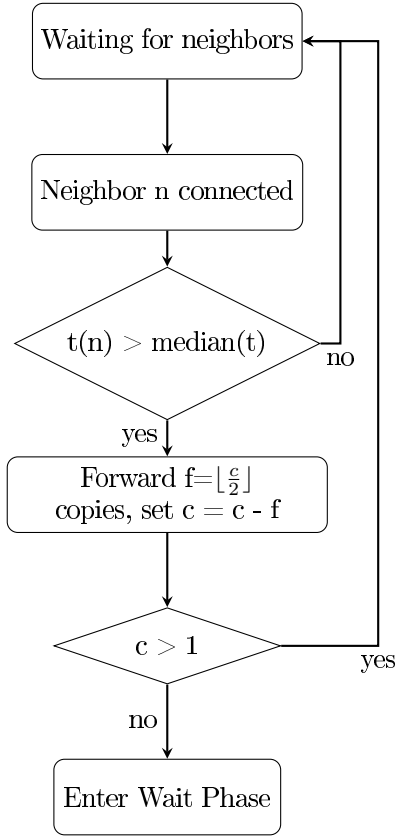 Waiting for neighbors
Neighbor n connected
t(n) > median(t)
no
yes
Forward f=⌊c/2⌋
copies, set c = c - f
c > 1
yes
no
Enter Wait Phase